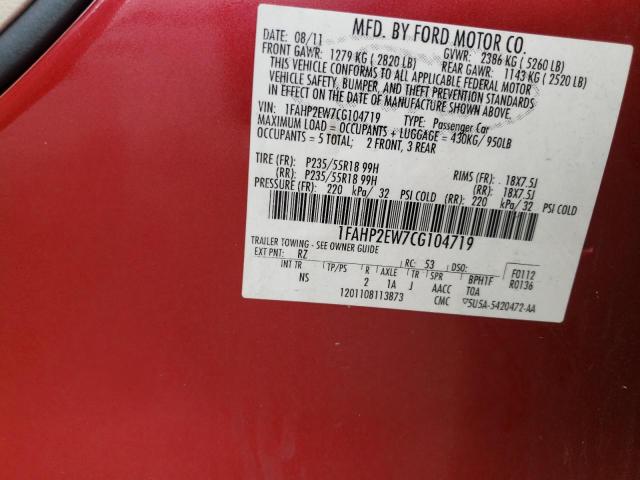 MFD. BY FORD MOTOR CO.
DATE: 08/11 GVWR: 2386 KG ( 5260 LB)
FRONT GAWR: 1279 KG ( 2820 LB) REAR GAWR: 1143 KG ( 2520 LB)
THIS VEHICLE CONFORMS TO ALL APPLICABLE FEDERAL MOTOR
VEHICLE SAFETY, BUMPER, AND THEFT PREVENTION STANDARDS
IN EFFECT ON THE DATE OF MANUFACTURE SHOWN ABOVE.
VIN: 1FAHP2EW7CG104719 TYPE: Passenger Car
MAXIMUM LOAD = OCCUPANTS + LUGGAGE = 430KG/ 950LB
OCCUPANTS = 5 TOTAL; 2 FRONT, 3 REAR
TIRE (FR): P235/55R18 99H RIMS (FR): 18X7.5J
(RR): P235/55R18 99H (RR): 18X7.5J
PRESSURE (FR): 220 kPa/ 32 PSI COLD (RR): 220 kPa/ 32 PSI COLD
1FAHP2EW7CG104719
TRAILER TOWING - SEE OWNER GUIDE
EXT PNT: RZ RC: 53 DSO: F0112
INT TR TP/PS R AXLE TR SPR BPH1F R0136
NS 2 1A J AACC TOA
1201108113873 CMC 5U5A-5420472-AA